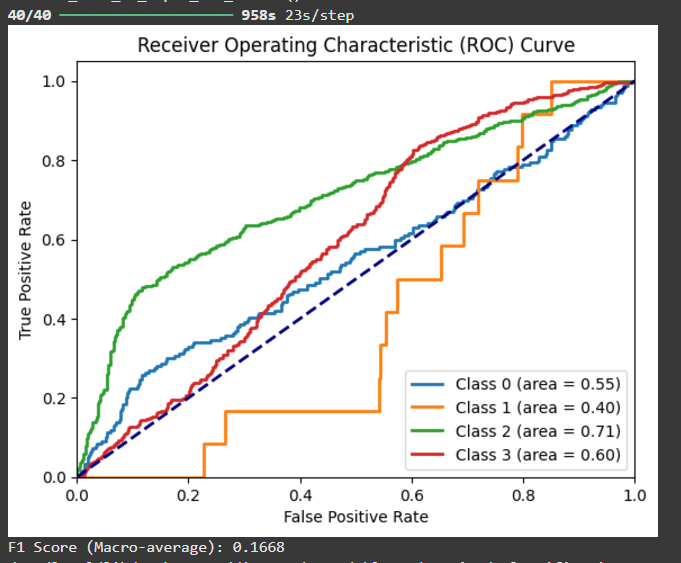 40/40 ━━━━━━━━━━━━━━━━━━━━ 958s 23s/step
Receiver Operating Characteristic (ROC) Curve
1.0
0.8
0.6
0.4
0.2
0.0
True Positive Rate
Class 0 (area = 0.55)
Class 1 (area = 0.40)
Class 2 (area = 0.71)
Class 3 (area = 0.60)
0.0 0.2 0.4 0.6 0.8 1.0
False Positive Rate
F1 Score (Macro-average): 0.1668